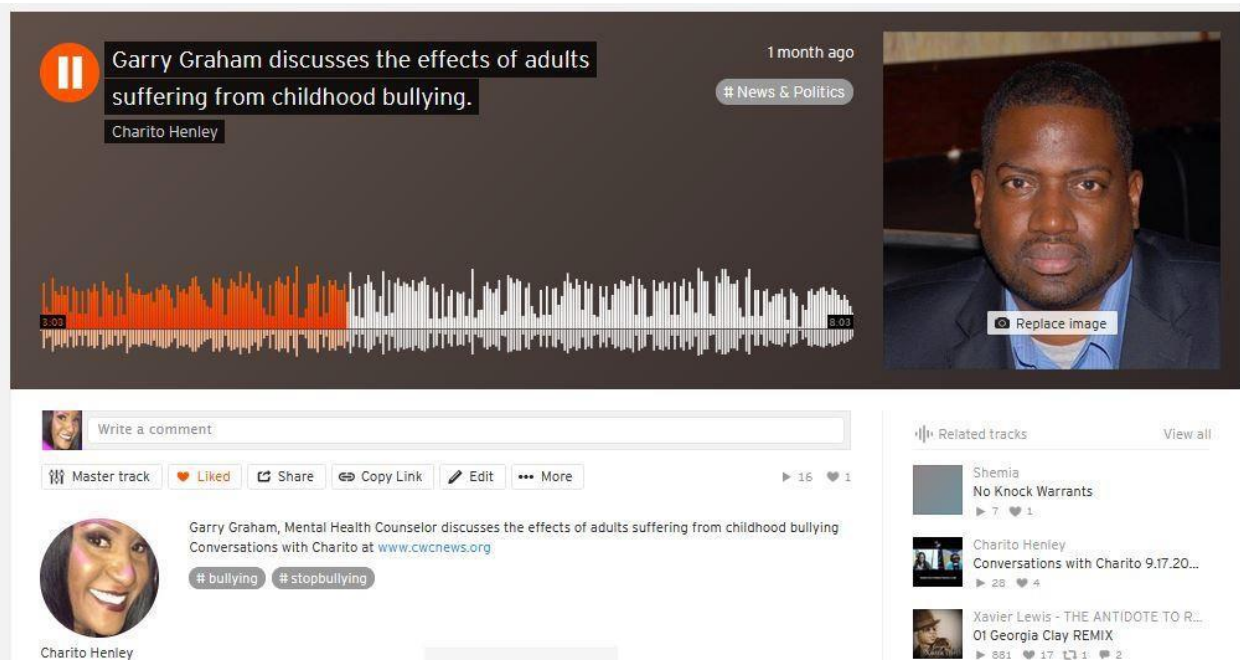 Garry Graham discusses the effects of adults
suffering from childhood bullying.
Charito Henley
1 month ago
# News & Politics
3:03
8:03
Replace image
Write a comment
Master track
Liked
Share
Copy Link
Edit
More
16
1
Garry Graham, Mental Health Counselor discusses the effects of adults suffering from childhood bullying
Conversations with Charito at www.cwcnews.org
# bullying
# stopbullying
Charito Henley
Related tracks
View all
Shemia
No Knock Warrants
7
1
Charito Henley
Conversations with Charito 9.17.20...
28
4
Xavier Lewis - THE ANTIDOTE TO R...
01 Georgia Clay REMIX
881
17
1
2